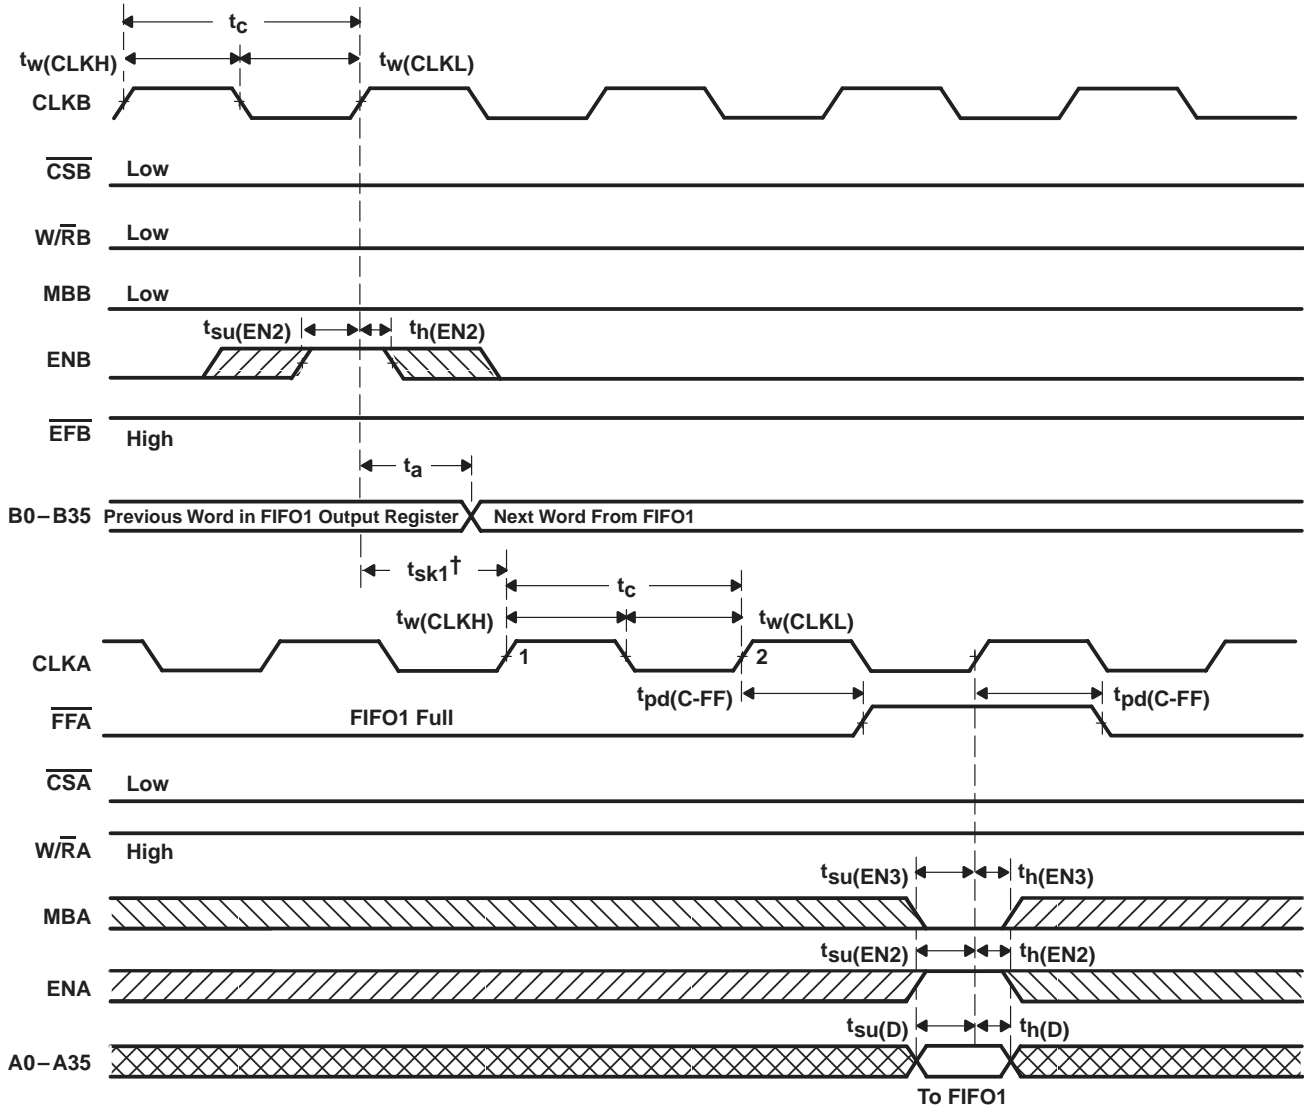 tc
tw(CLKH)
tw(CLKL)
CLKB
CSB Low
W/RB Low
MBB Low
tsu(EN2) th(EN2)
ENB
EFB High
ta
B0–B35 Previous Word in FIFO1 Output Register Next Word From FIFO1
tsk1†
tc
tw(CLKH) tw(CLKL)
CLKA 1 2
tpd(C-FF) tpd(C-FF)
FFA FIFO1 Full
CSA Low
W/RA High
tsu(EN3) th(EN3)
MBA
tsu(EN2) th(EN2)
ENA
tsu(D) th(D)
A0–A35
To FIFO1